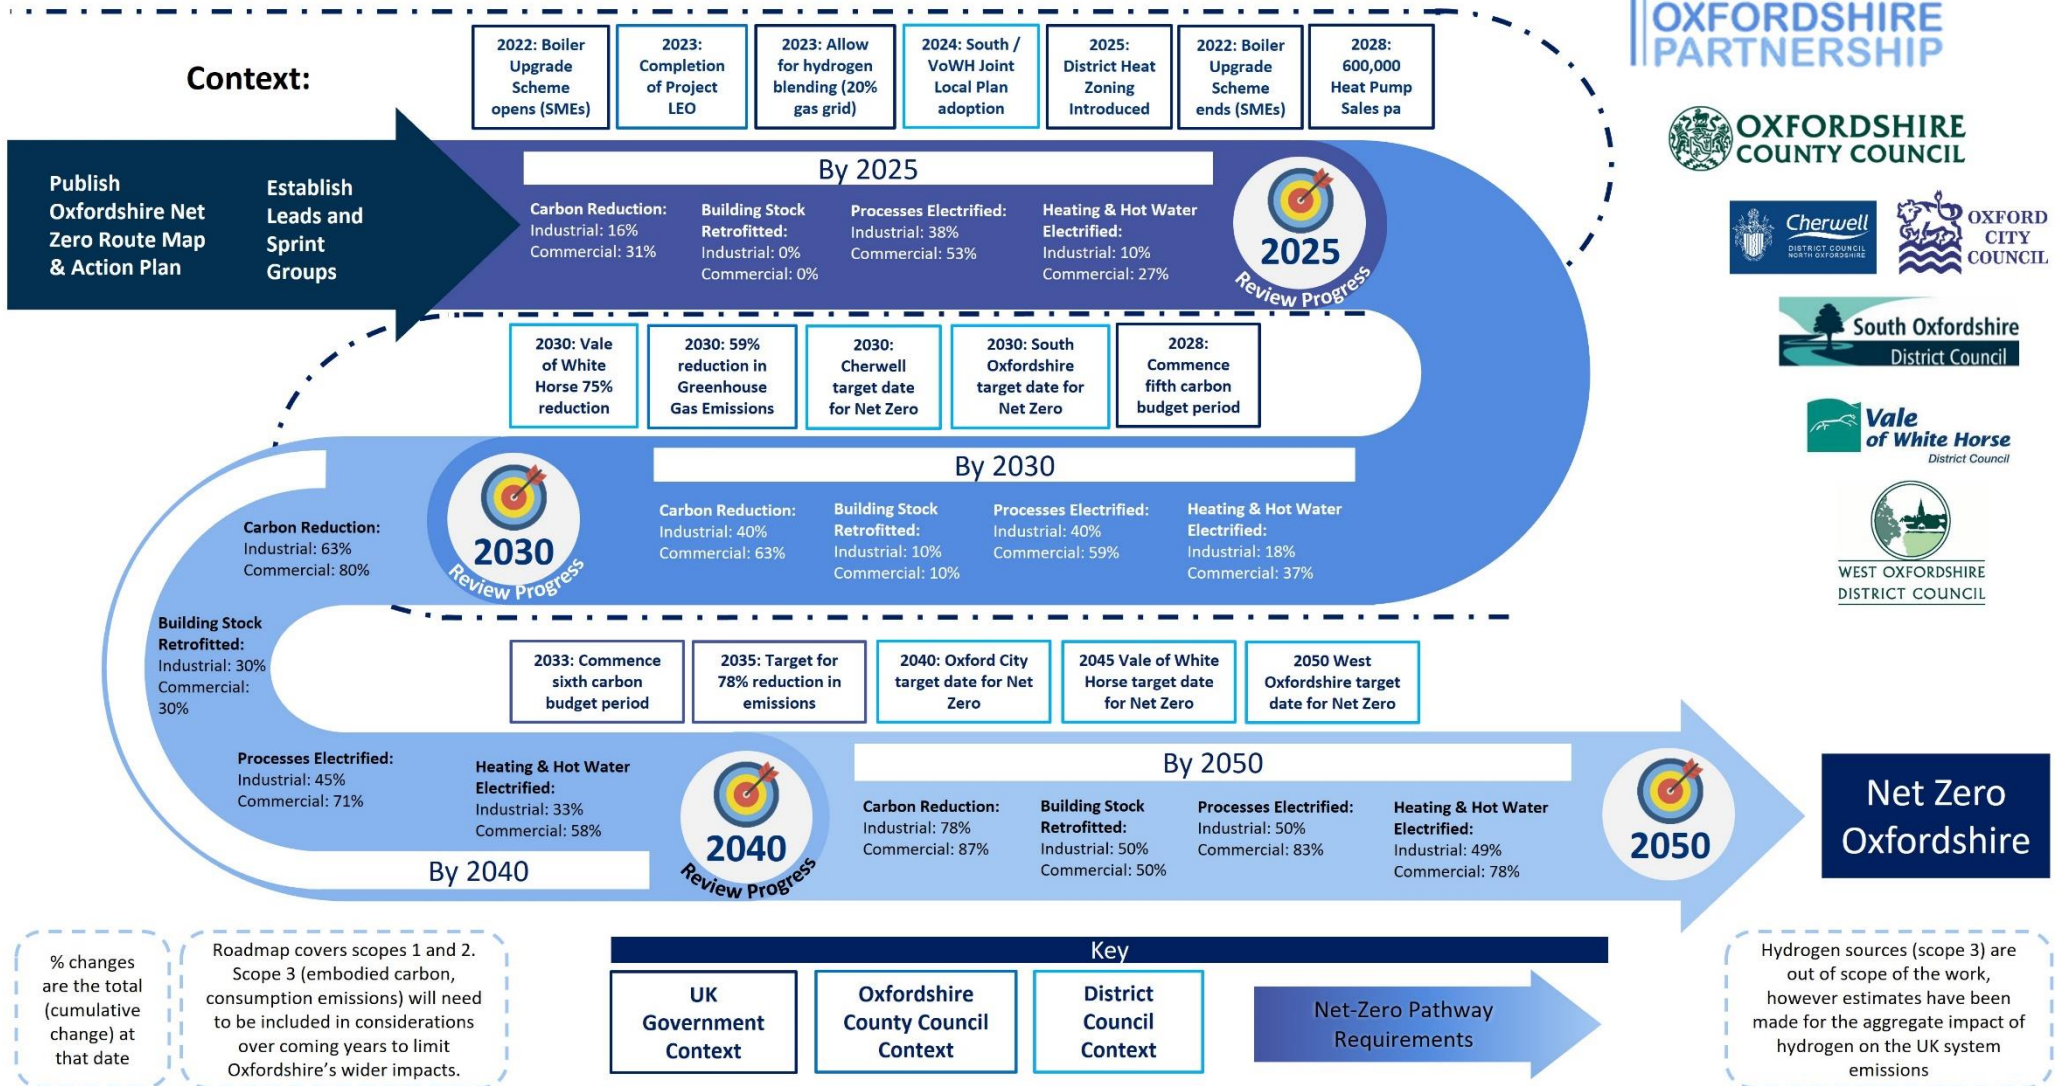 OXFORDSHIRE
PARTNERSHIP
Context:
2022: Boiler
Upgrade
Scheme
opens (SMEs)
2023:
Completion
of Project
LEO
2023: Allow
for hydrogen
blending (20%
gas grid)
2024: South /
VoWH Joint
Local Plan
adoption
2025:
District Heat
Zoning
Introduced
2022: Boiler
Upgrade
Scheme
ends (SMEs)
2028:
600,000
Heat Pump
Sales pa
OXFORDSHIRE
COUNTY COUNCIL
Cherwell
DISTRICT COUNCIL
NORTH OXFORDSHIRE
OXFORD
CITY
COUNCIL
South Oxfordshire
District Council
Vale
of White Horse
District Council
WEST OXFORDSHIRE
DISTRICT COUNCIL
Publish
Oxfordshire Net
Zero Route Map
& Action Plan
Establish
Leads and
Sprint
Groups
By 2025
Carbon Reduction:
Industrial: 16%
Commercial: 31%
Building Stock
Retrofitted:
Industrial: 0%
Commercial: 0%
Processes Electrified:
Industrial: 38%
Commercial: 53%
Heating & Hot Water
Electrified:
Industrial: 10%
Commercial: 27%
2025
Review Progress
2030: Vale
of White
Horse 75%
reduction
2030: 59%
reduction in
Greenhouse
Gas Emissions
2030:
Cherwell
target date
for Net Zero
2030: South
Oxfordshire
target date for
Net Zero
2028:
Commence
fifth carbon
budget period
By 2030
Carbon Reduction:
Industrial: 40%
Commercial: 63%
Building Stock
Retrofitted:
Industrial: 10%
Commercial: 10%
Processes Electrified:
Industrial: 40%
Commercial: 59%
Heating & Hot Water
Electrified:
Industrial: 18%
Commercial: 37%
2030
Review Progress
Carbon Reduction:
Industrial: 63%
Commercial: 80%
Building Stock
Retrofitted:
Industrial: 30%
Commercial:
30%
Processes Electrified:
Industrial: 45%
Commercial: 71%
Heating & Hot Water
Electrified:
Industrial: 33%
Commercial: 58%
By 2040
2040
Review Progress
2033: Commence
sixth carbon
budget period
2035: Target for
78% reduction in
emissions
2040: Oxford City
target date for Net
Zero
2045 Vale of White
Horse target date
for Net Zero
2050 West
Oxfordshire target
date for Net Zero
By 2050
Carbon Reduction:
Industrial: 78%
Commercial: 87%
Building Stock
Retrofitted:
Industrial: 50%
Commercial: 50%
Processes Electrified:
Industrial: 50%
Commercial: 83%
Heating & Hot Water
Electrified:
Industrial: 49%
Commercial: 78%
2050
Net Zero
Oxfordshire
% changes
are the total
(cumulative
change) at
that date
Roadmap covers scopes 1 and 2.
Scope 3 (embodied carbon,
consumption emissions) will need
to be included in considerations
over coming years to limit
Oxfordshire's wider impacts.
Key
UK
Government
Context
Oxfordshire
County Council
Context
District
Council
Context
Net-Zero Pathway
Requirements
Hydrogen sources (scope 3) are
out of scope of the work,
however estimates have been
made for the aggregate impact of
hydrogen on the UK system
emissions